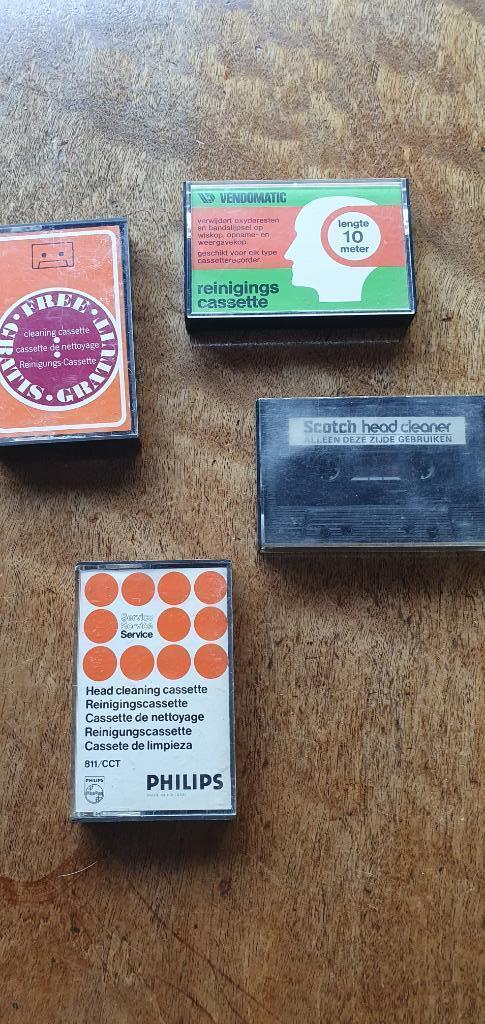 VENDOMATIC
verwijdert oxyderesten
en bandslijpsel op
wiskop, opname- en
weergavekop.
geschikt voor elk type
cassetterecorder.
reinigings
cassette
lengte
10
meter
FREE • GRATUIT • GRATIS •
cleaning cassette
cassette de nettoyage
Reinigungs-Cassette
Scotch head cleaner
ALLEEN DEZE ZIJDE GEBRUIKEN
Service
Service
Service
Head cleaning cassette
Reinigingscassette
Cassette de nettoyage
Reinigungscassette
Cassete de limpieza
811/CCT
PHILIPS
PHILIPS